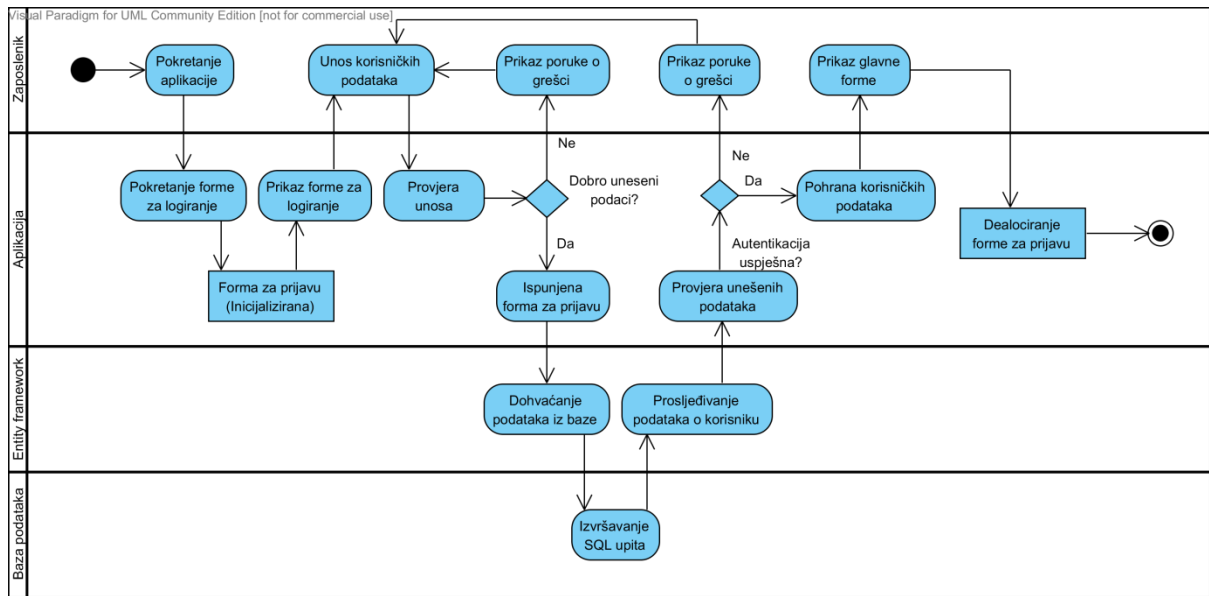 Visual Paradigm for UML Community Edition [not for commercial use]
Zaposlenik
Pokretanje
aplikacije
Unos korisničkih
podataka
Prikaz poruke o
grešci
Prikaz poruke
o grešci
Prikaz glavne
forme
Aplikacija
Pokretanje forme
za logiranje
Prikaz forme za
logiranje
Provjera
unosa
Ne
Dobro uneseni
podaci?
Da
Ne
Da
Pohrana korisničkih
podataka
Autentikacija
uspješna?
Dealociranje
forme za prijavu
Forma za prijavu
(Inicijalizirana)
Ispunjena
forma za prijavu
Provjera unešenih
podataka
Entity framework
Dohvaćanje
podataka iz baze
Prosljeđivanje
podataka o korisniku
Baza podataka
Izvršavanje
SQL upita